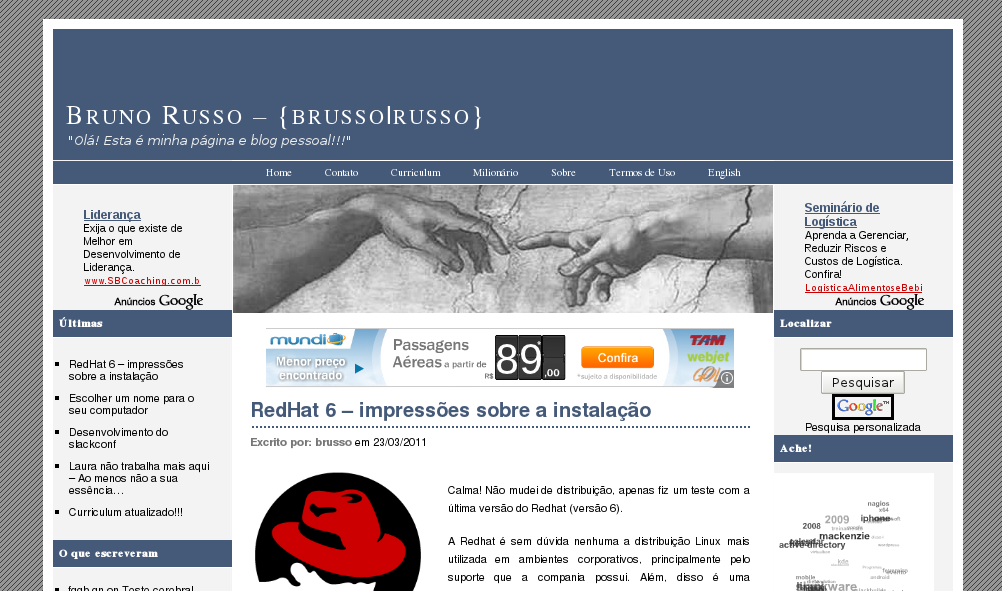 Bruno Russo – {brusso|russo}
"Olá! Esta é minha página e blog pessoal!!!"
Home Contato Curriculum Milionário Sobre Termos de Uso English
Liderança
Exija o que existe de
Melhor em
Desenvolvimento de
Liderança.
www.SBCoaching.com.b
Anúncios Google
Últimas
RedHat 6 – impressões
sobre a instalação
Escolher um nome para o
seu computador
Desenvolvimento do
slackconf
Laura não trabalha mais aqui
– Ao menos não a sua
essência…
Curriculum atualizado!!!
O que escreveram
mundi
Menor preço
encontrado
Passagens
Aéreas a partir de
R$ 89,00
Confira
*sujeito a disponibilidade
TAM
webjet
GOL
RedHat 6 – impressões sobre a instalação
Escrito por: brusso em 23/03/2011
Calma! Não mudei de distribuição, apenas fiz um teste com a
última versão do Redhat (versão 6).
A Redhat é sem dúvida nenhuma a distribuição Linux mais
utilizada em ambientes corporativos, principalmente pelo
suporte que a compania possui. Além, disso é uma
Seminário de
Logística
Aprenda a Gerenciar,
Reduzir Riscos e
Custos de Logística.
Confira!
LogisticaAlimentoseBebi
Anúncios Google
Localizar
Pesquisar
Google™
Pesquisa personalizada
Ache!
nagios
x64
2009
iphone
2008
mackenzie
active-directory
mobile
android